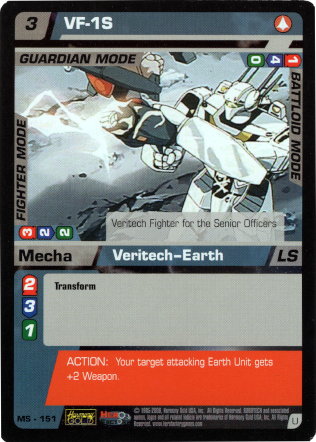 3 VF-1S
GUARDIAN MODE
0 4 1
BATTLOID MODE
FIGHTER MODE
3 2 2
Veritech Fighter for the Senior Officers
Mecha Veritech-Earth LS
2
3
1
Transform
ACTION: Your target attacking Earth Unit gets
+2 Weapon.
MS - 151
Harmony
GOLD
U